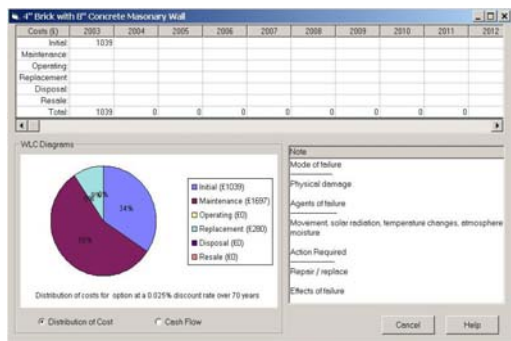 4" Brick with 8" Concrete Masonary Wall
Costs (£) 2003 2004 2005 2006 2007 2008 2009 2010 2011 2012
Initial: 1039
Maintenance:
Operating:
Replacement
Disposal
Resale
Total: 1039 0 0 0 0 0 0 0 0
WLC Diagrams
34%
Initial (£1039)
Maintenance (£1697)
Operating (£0)
Replacement (£280)
Disposal (£0)
Resale (£0)
Distribution of costs for option at a 0.025% discount rate over 70 years
Distribution of Cost
Cash Flow
Note
Mode of failure
Physical damage
Agents of failure
Movement, solar radiation, temperature changes, atmosphere
moisture
Action Required
Repair / replace
Effects of failure
Cancel
Help